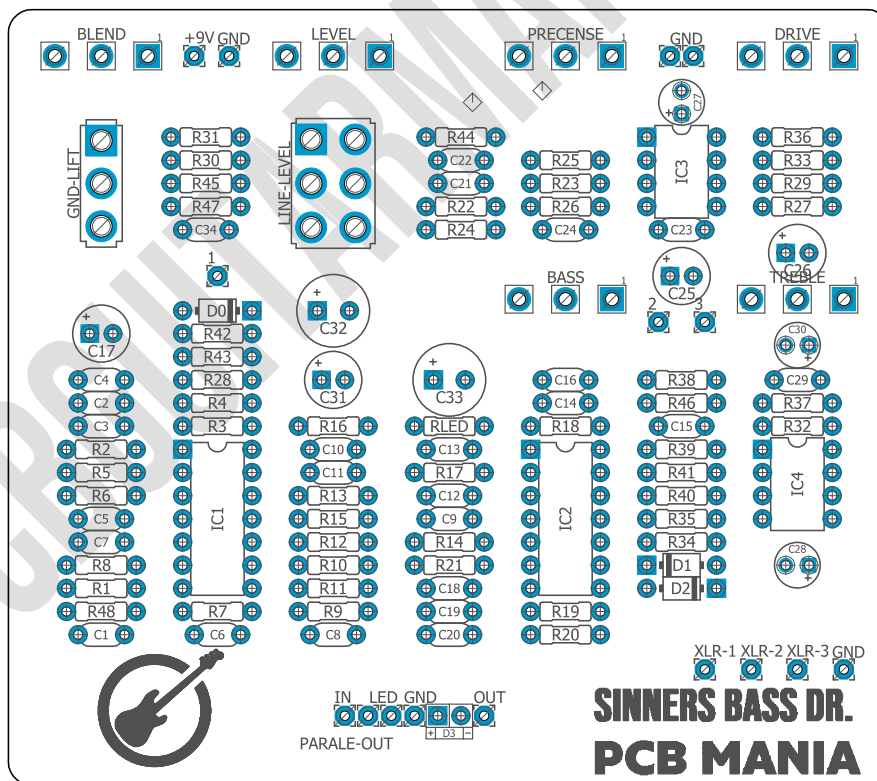 BLEND +9V GND LEVEL PRECENSE GND DRIVE
1 1 1 1
+ C27
GND-LIFT R31 LINE-LEVEL R44 IC3 R36
R30 C22 R25 R33
R45 C21 R23 R29
R47 R22 R26 R27
C34 R24 C24 C23
1 + C25 + C26
BASS 1 TREBLE 1
2 3
D0 + C32
+ C17 R42 C30 +
R43 + C31 + C33
C4 R28 C16 R38 C29
C2 R4 C14 R46 R37
C3 R3 R16 RLED R18 C15 R32
R2 IC1 C10 C13 IC2 R39 IC4
R5 C11 R17 R41
R6 R13 C12 R40
C5 R15 C9 R35
C7 R12 R14 R34
R8 R10 R21 D1 C28 +
R1 R11 C18 D2
R48 R7 R9 C19 R19
C1 C6 C8 C20 R20
XLR-1 XLR-2 XLR-3 GND
IN LED GND OUT
+ D3 -
PARALE-OUT
SINNERS BASS DR.
PCB MANIA